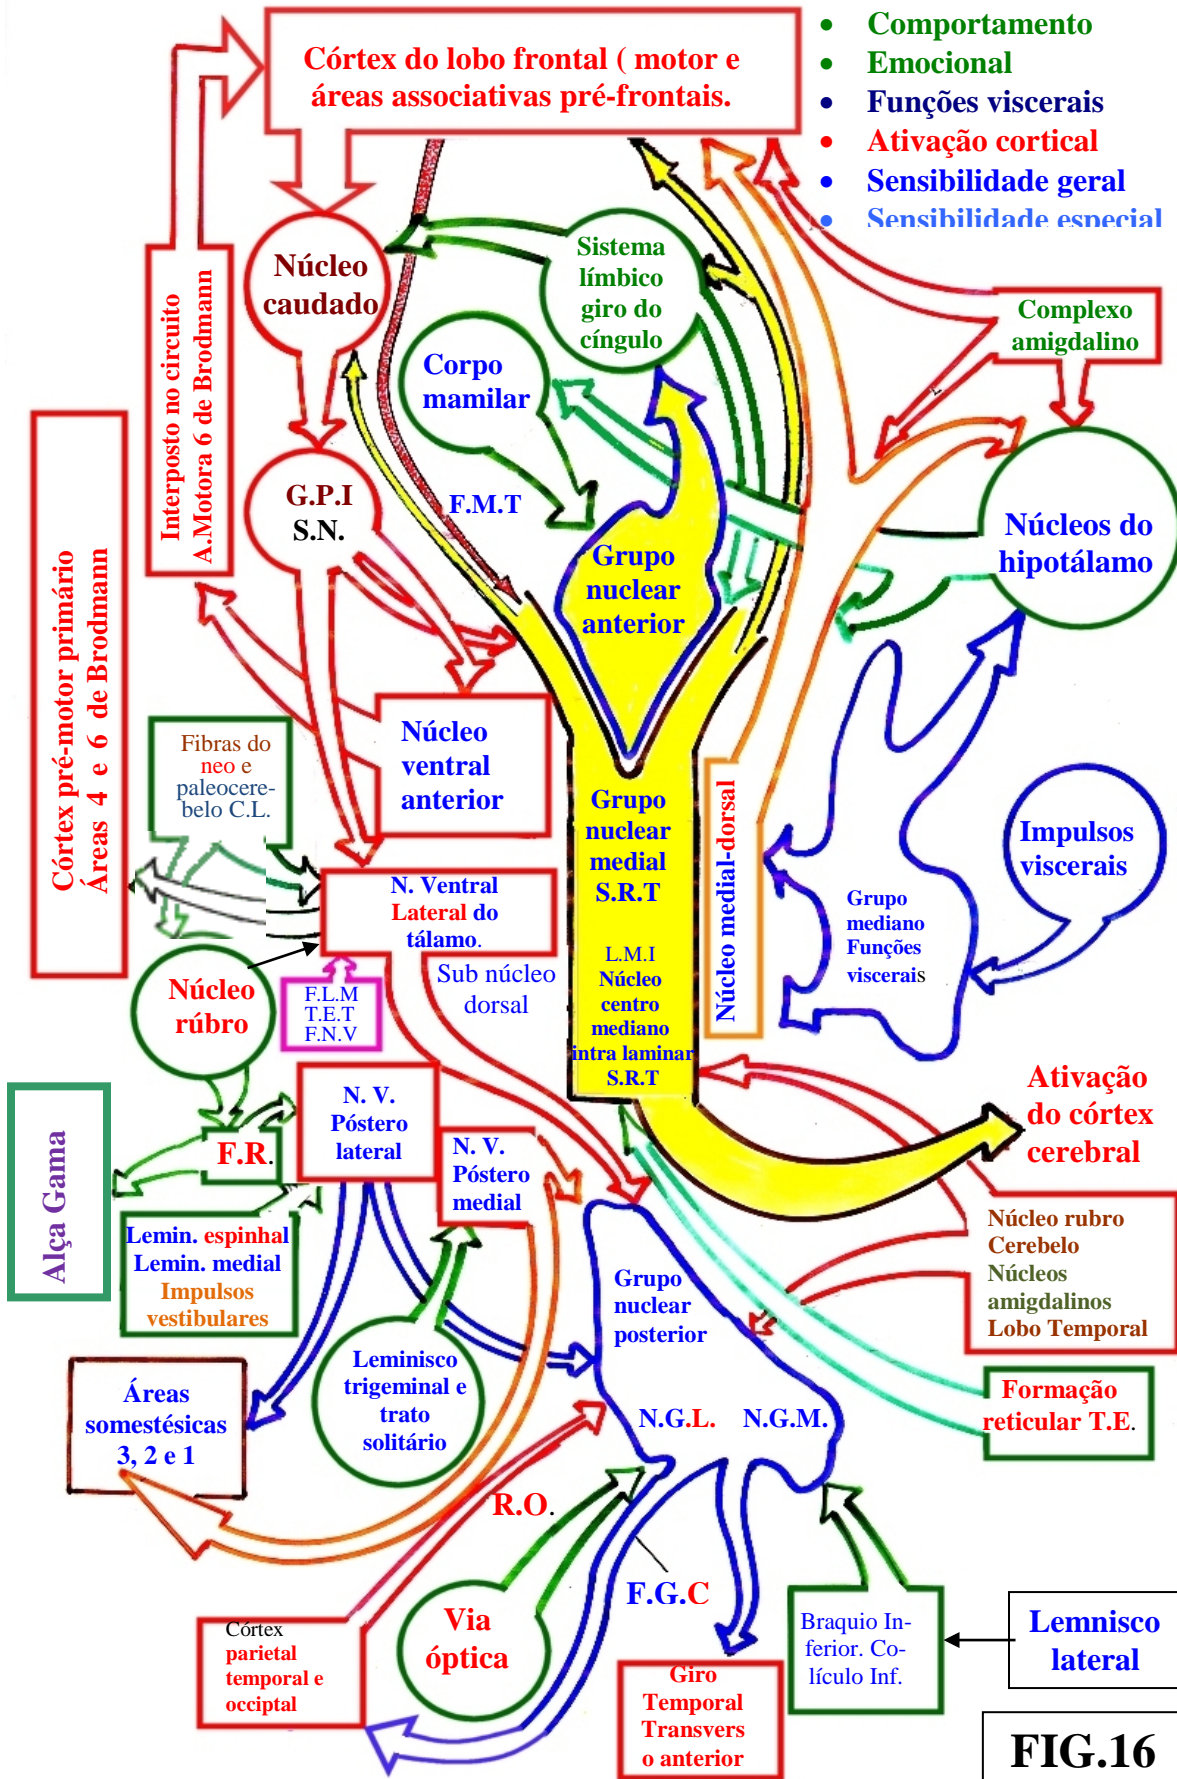 Córtex do lobo frontal ( motor e
áreas associativas pré-frontais.
• Comportamento
• Emocional
• Funções viscerais
• Ativação cortical
• Sensibilidade geral
• Sensibilidade especial
Interposto no circuito
A.Motora 6 de Brodmann
Núcleo
caudado
Sistema
límbico
giro do
cíngulo
Complexo
amigdalino
Corpo
mamilar
Córtex pré-motor primário
Áreas 4 e 6 de Brodmann
G.P.I
S.N.
F.M.T
Grupo
nuclear
anterior
Núcleos do
hipotálamo
Núcleo
ventral
anterior
Fibras do
neo e
paleocere-
belo C.L.
Grupo
nuclear
medial
S.R.T
Núcleo medial-dorsal
Impulsos
viscerais
Grupo
mediano
Funções
viscerais
N. Ventral
Lateral do
tálamo.
Sub núcleo
dorsal
L.M.I
Núcleo
centro
mediano
intra laminar
S.R.T
Núcleo
rúbro
F.L.M
T.E.T
F.N.V
Ativação
do córtex
cerebral
Alça Gama
F.R.
N. V.
Póstero
lateral
N. V.
Póstero
medial
Lemin. espinhal
Lemin. medial
Impulsos
vestibulares
Núcleo rubro
Cerebelo
Núcleos
amigdalinos
Lobo Temporal
Grupo
nuclear
posterior
Leminisco
trigeminal e
trato
solitário
Áreas
somestésicas
3, 2 e 1
Formação
reticular T.E.
N.G.L.
N.G.M.
R.O.
F.G.C
Córtex
parietal
temporal e
occiptal
Via
óptica
Giro
Temporal
Transvers
o anterior
Braquio In-
ferior. Co-
lículo Inf.
Lemnisco
lateral
FIG.16